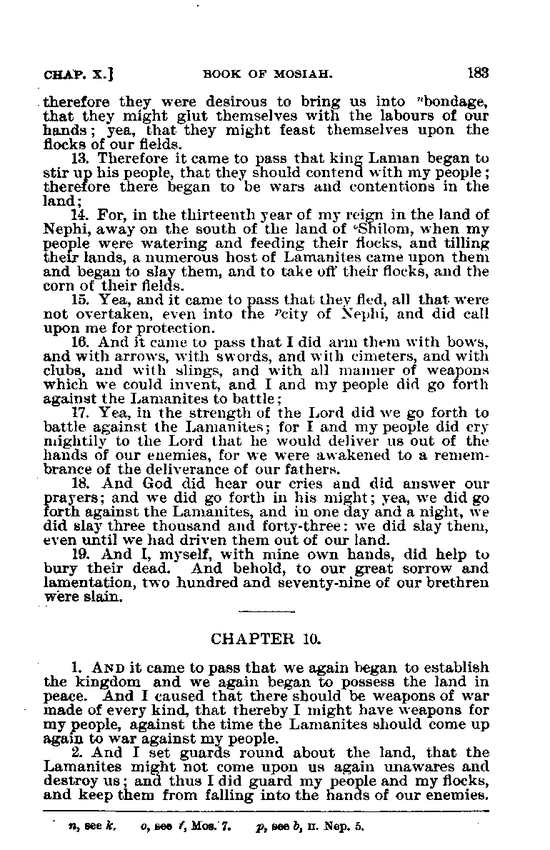 CHAP. X.] BOOK OF MOSIAH. 183
therefore they were desirous to bring us into ⁿbondage,
that they might glut themselves with the labours of our
hands; yea, that they might feast themselves upon the
flocks of our fields.
13. Therefore it came to pass that king Laman began to
stir up his people, that they should contend with my people;
therefore there began to be wars and contentions in the
land;
14. For, in the thirteenth year of my reign in the land of
Nephi, away on the south of the land of ᵒShilom, when my
people were watering and feeding their flocks, and tilling
their lands, a numerous host of Lamanites came upon them
and began to slay them, and to take off their flocks, and the
corn of their fields.
15. Yea, and it came to pass that they fled, all that were
not overtaken, even into the ᵖcity of Nephi, and did call
upon me for protection.
16. And it came to pass that I did arm them with bows,
and with arrows, with swords, and with cimeters, and with
clubs, and with slings, and with all manner of weapons
which we could invent, and I and my people did go forth
against the Lamanites to battle;
17. Yea, in the strength of the Lord did we go forth to
battle against the Lamanites; for I and my people did cry
mightily to the Lord that he would deliver us out of the
hands of our enemies, for we were awakened to a remem-
brance of the deliverance of our fathers.
18. And God did hear our cries and did answer our
prayers; and we did go forth in his might; yea, we did go
forth against the Lamanites, and in one day and a night, we
did slay three thousand and forty-three: we did slay them,
even until we had driven them out of our land.
19. And I, myself, with mine own hands, did help to
bury their dead. And behold, to our great sorrow and
lamentation, two hundred and seventy-nine of our brethren
were slain.
CHAPTER 10.
1. AND it came to pass that we again began to establish
the kingdom and we again began to possess the land in
peace. And I caused that there should be weapons of war
made of every kind, that thereby I might have weapons for
my people, against the time the Lamanites should come up
again to war against my people.
2. And I set guards round about the land, that the
Lamanites might not come upon us again unawares and
destroy us; and thus I did guard my people and my flocks,
and keep them from falling into the hands of our enemies.
n, see k. o, see f, Mos. 7. p, see b, II. Nep. 5.